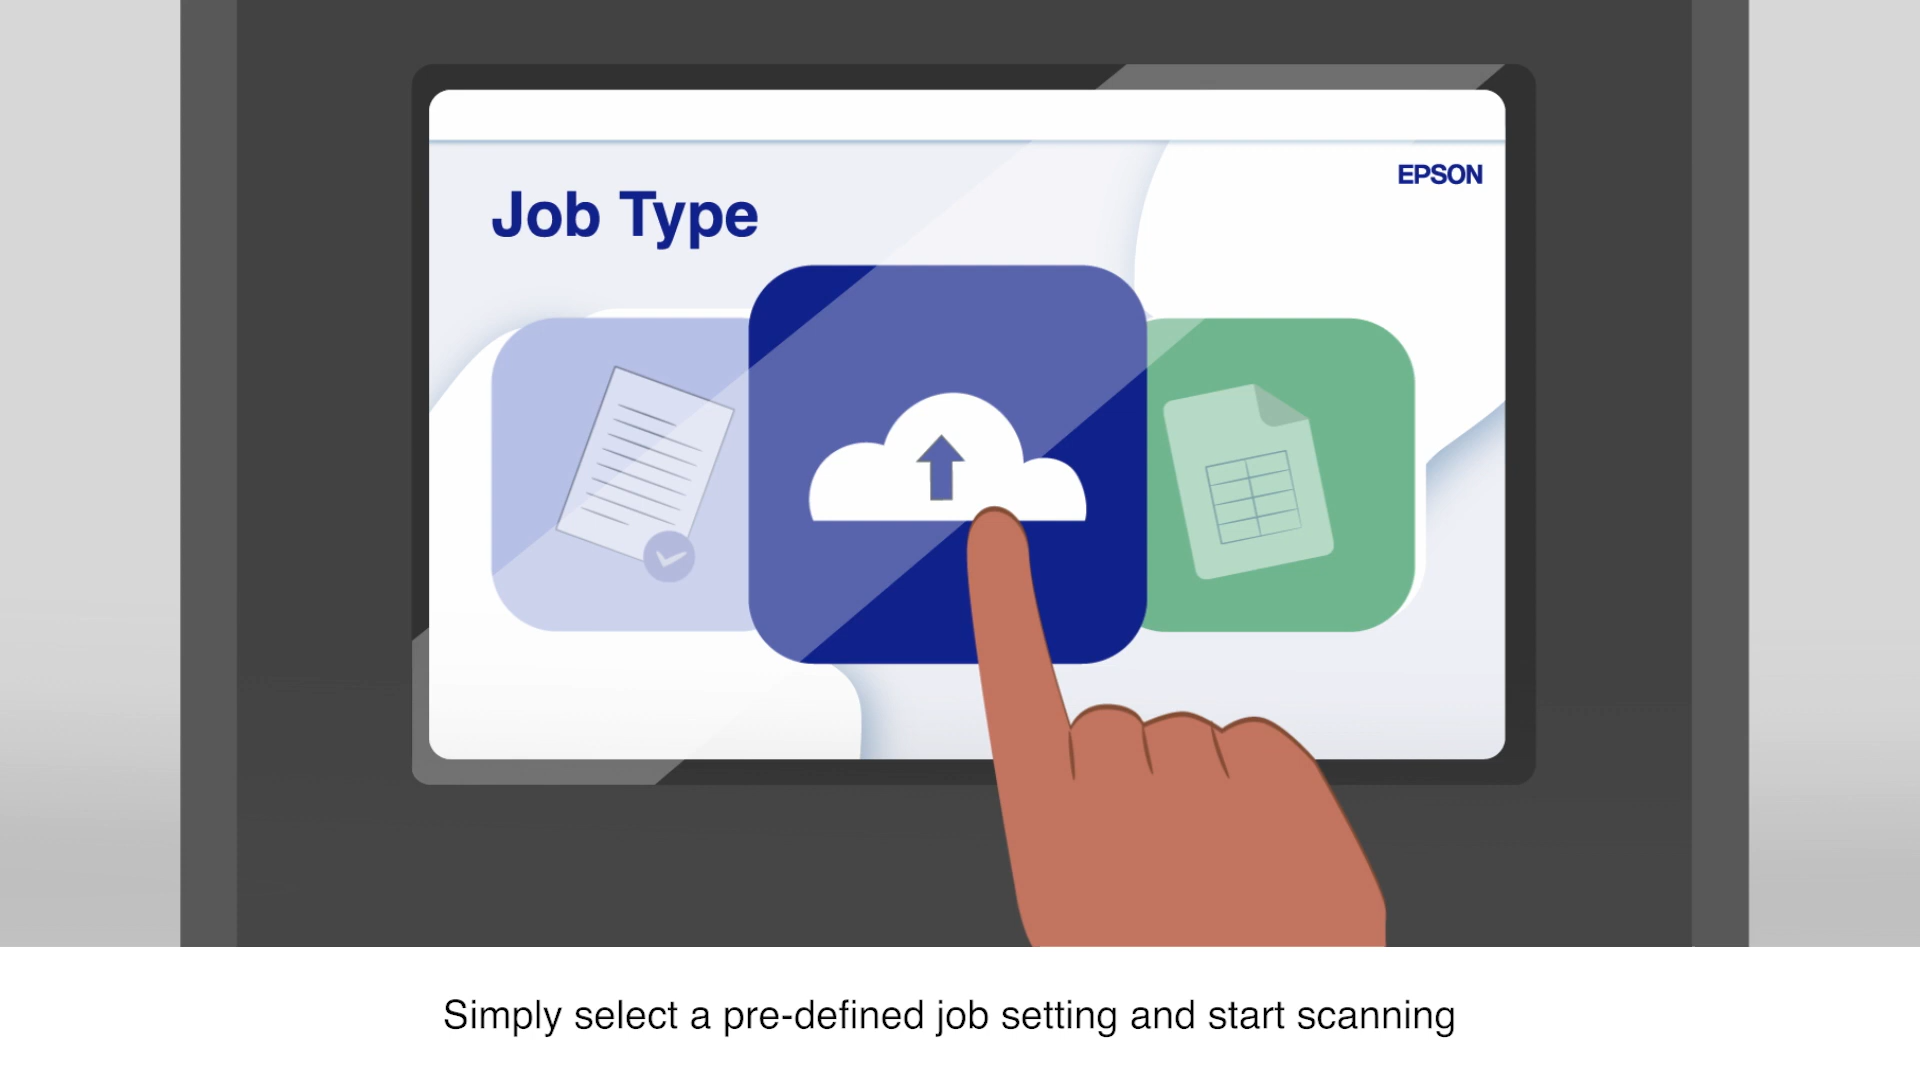 EPSON
Job Type
Simply select a pre-defined job setting and start scanning